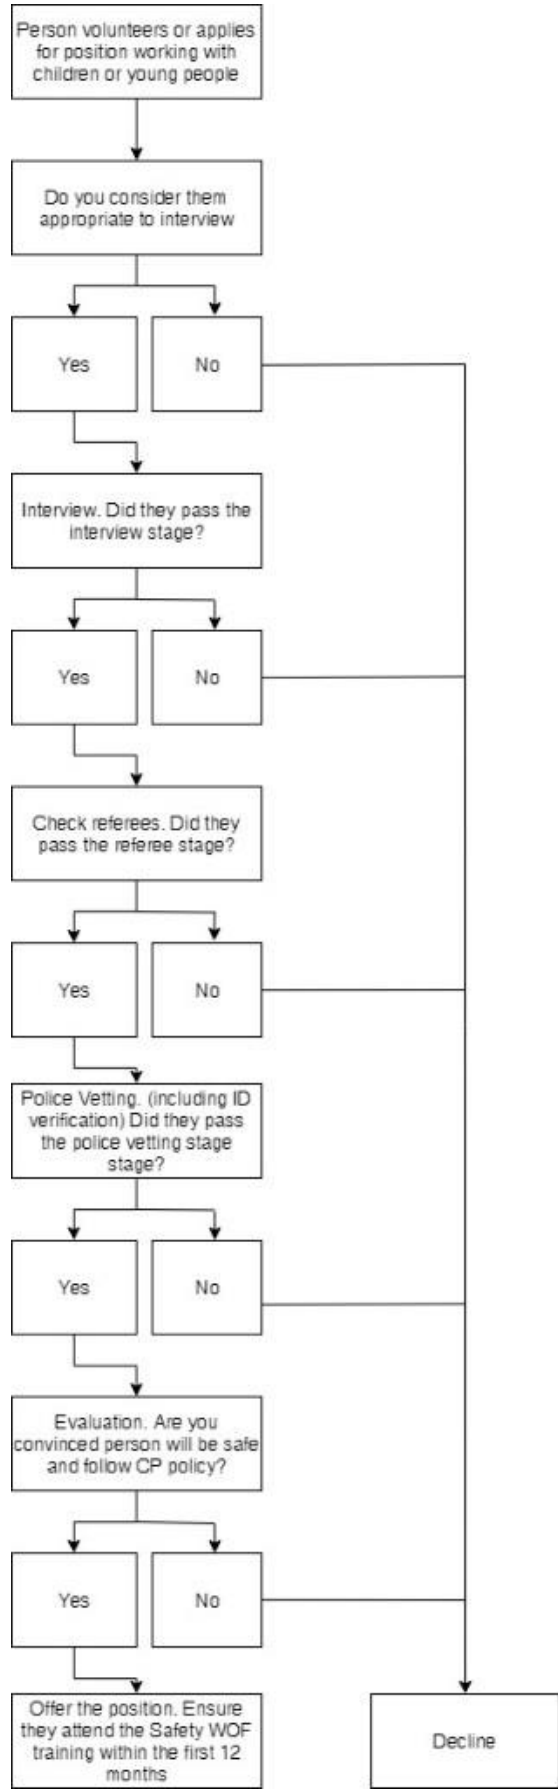 Person volunteers or applies
for position working with
children or young people
Do you consider them
appropriate to interview
Yes
No
Interview. Did they pass the
interview stage?
Yes
No
Check referees. Did they
pass the referee stage?
Yes
No
Police Vetting. (including ID
verification) Did they pass
the police vetting stage
stage?
Yes
No
Evaluation. Are you
convinced person will be safe
and follow CP policy?
Yes
No
Offer the position. Ensure
they attend the Safety WOF
training within the first 12
months
Decline